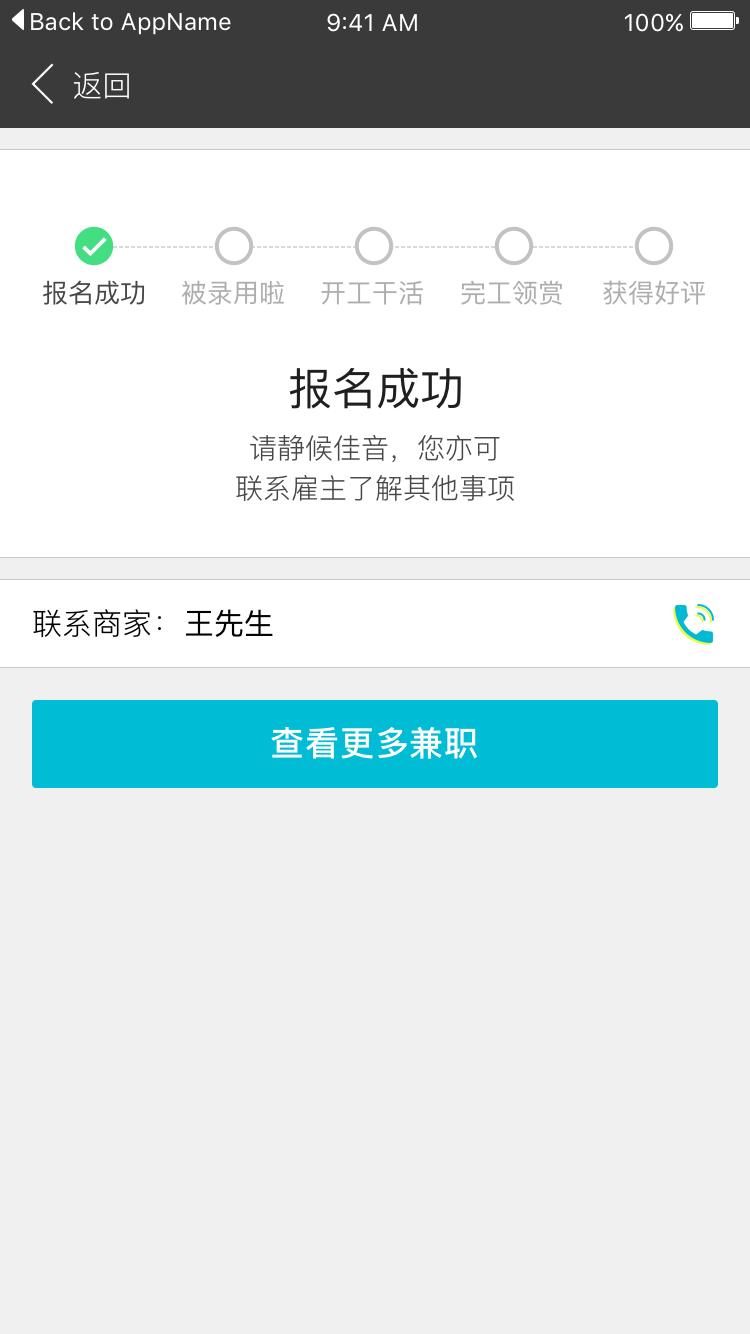 Back to AppName 9:41 AM 100%
返回
报名成功 被录用啦 开工干活 完工领赏 获得好评
报名成功
请静候佳音，您亦可
联系雇主了解其他事项
联系商家：王先生
查看更多兼职